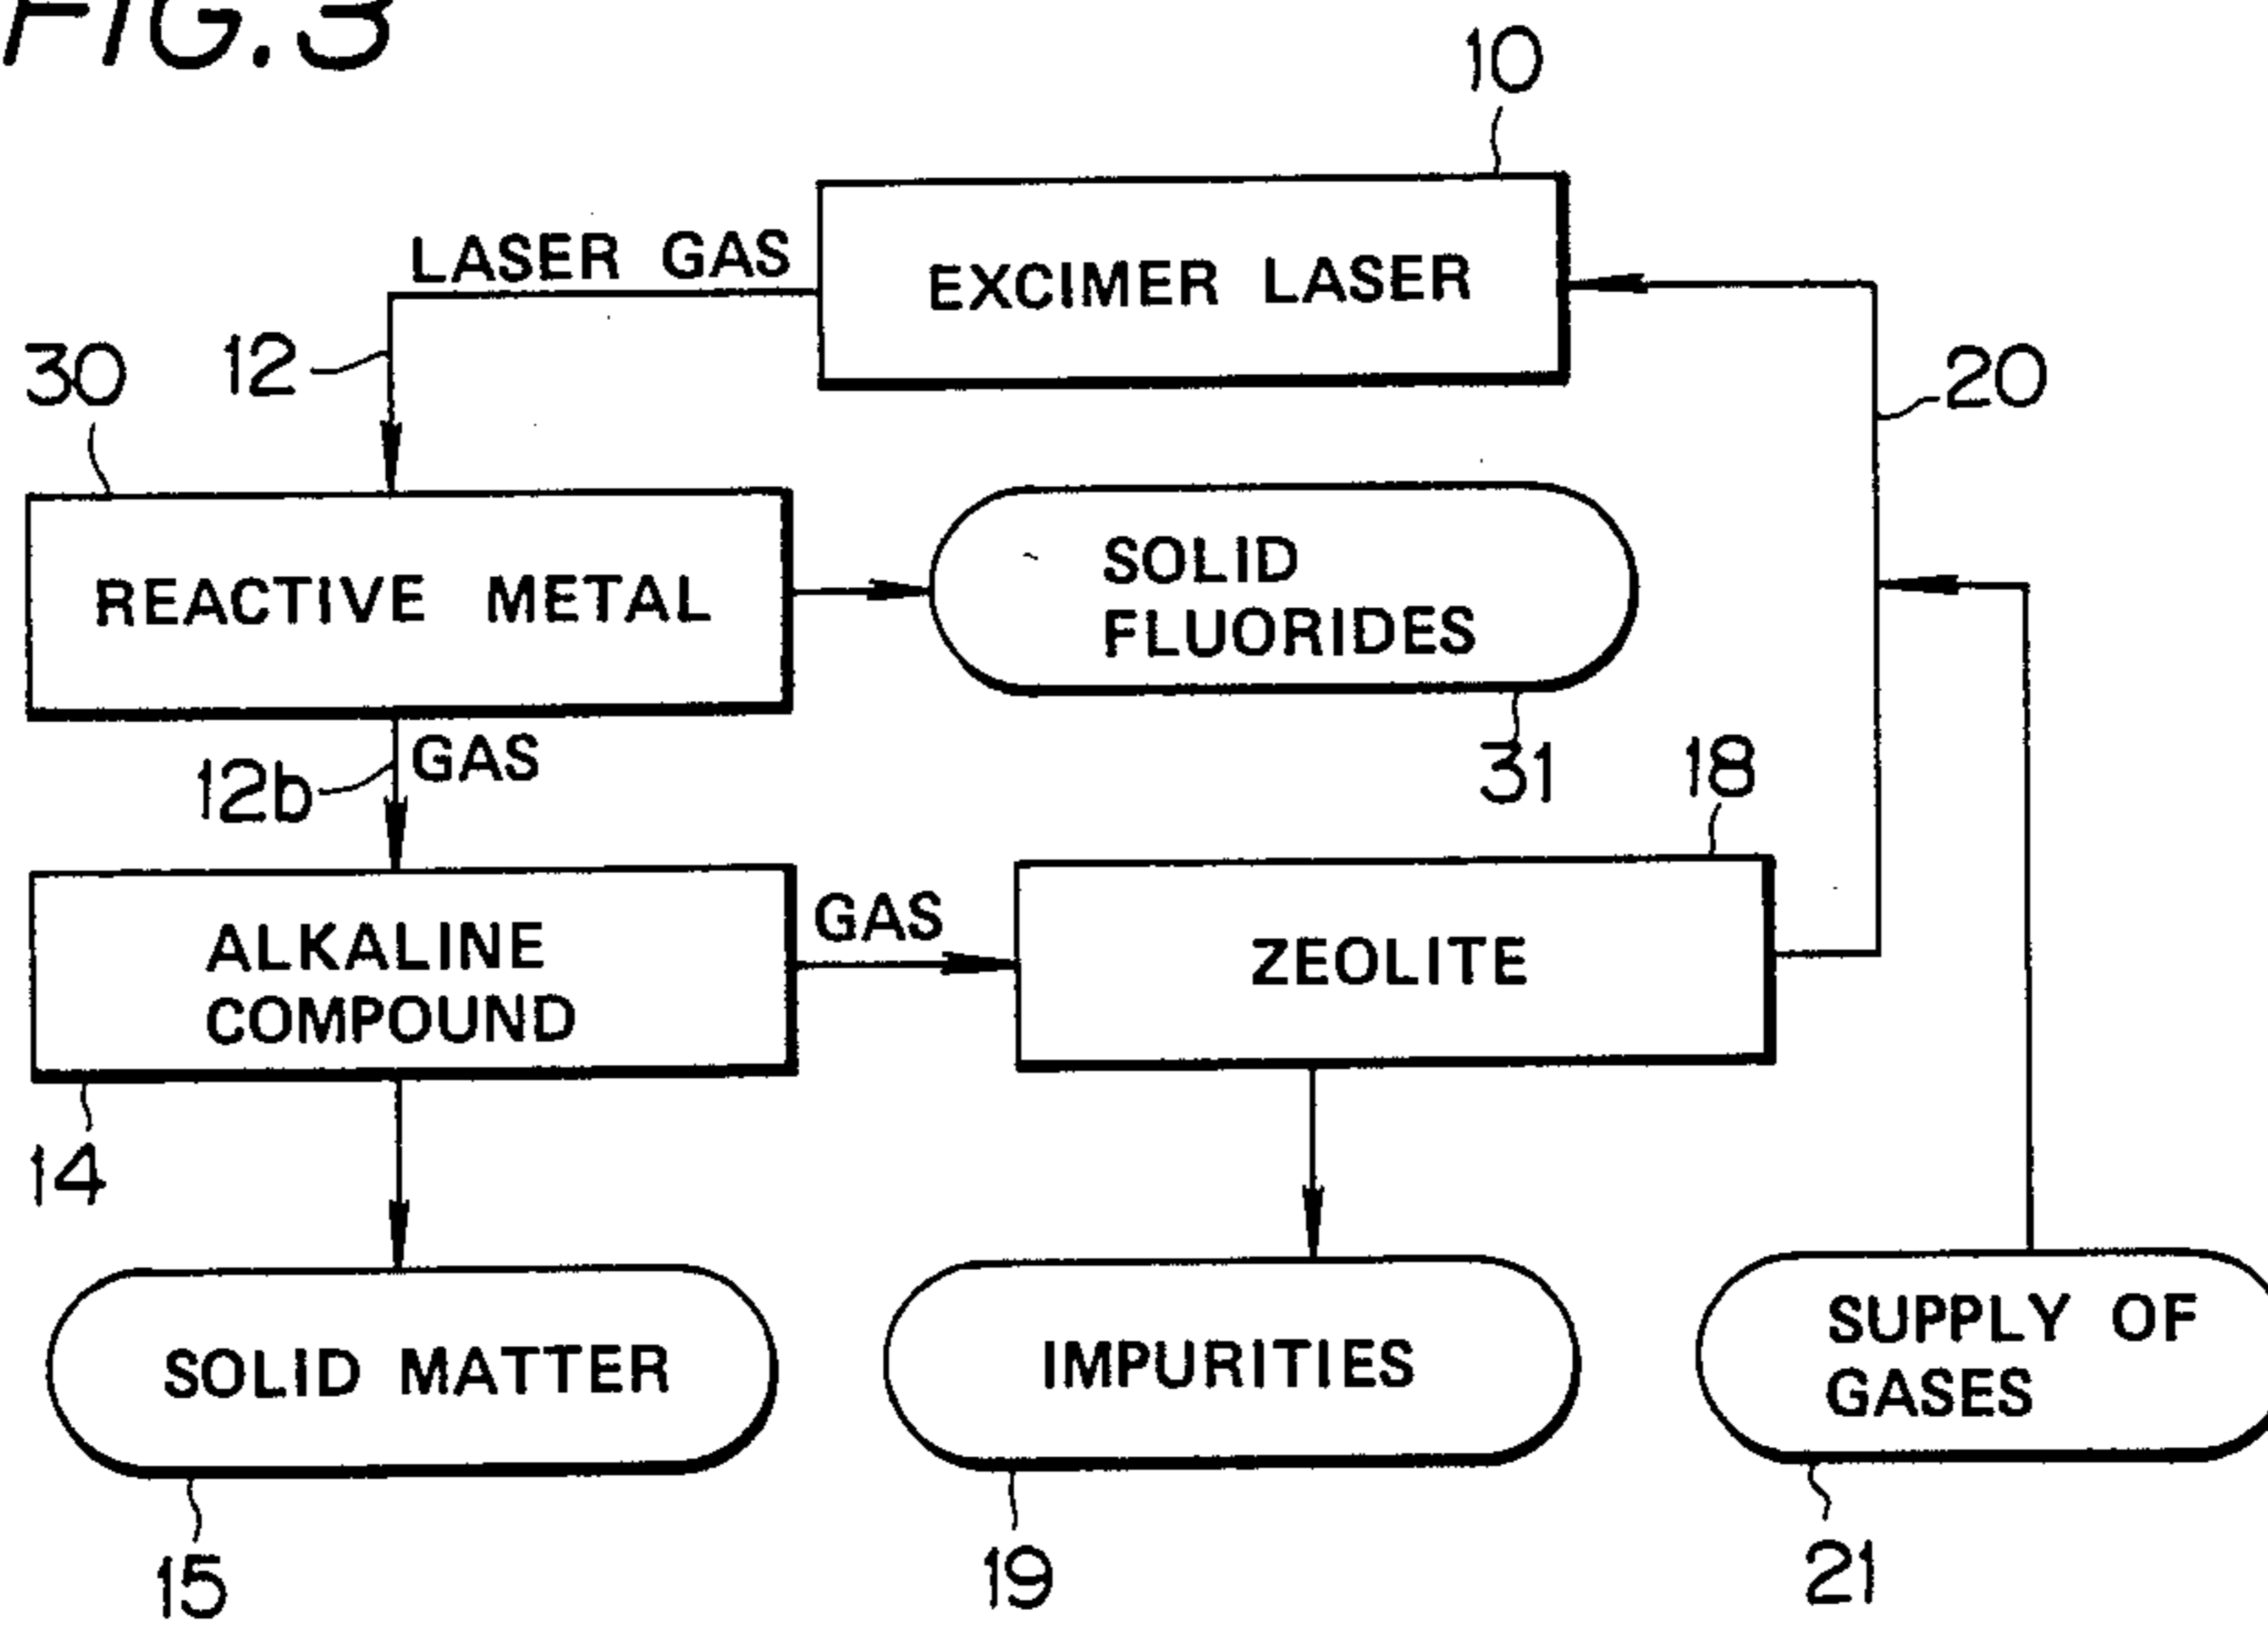 FIG.3
10
LASER GAS
EXCIMER LASER
12
20
30
REACTIVE METAL
SOLID
FLUORIDES
31
12b
GAS
18
ALKALINE
COMPOUND
GAS
ZEOLITE
14
SOLID MATTER
IMPURITIES
SUPPLY OF
GASES
15
19
21